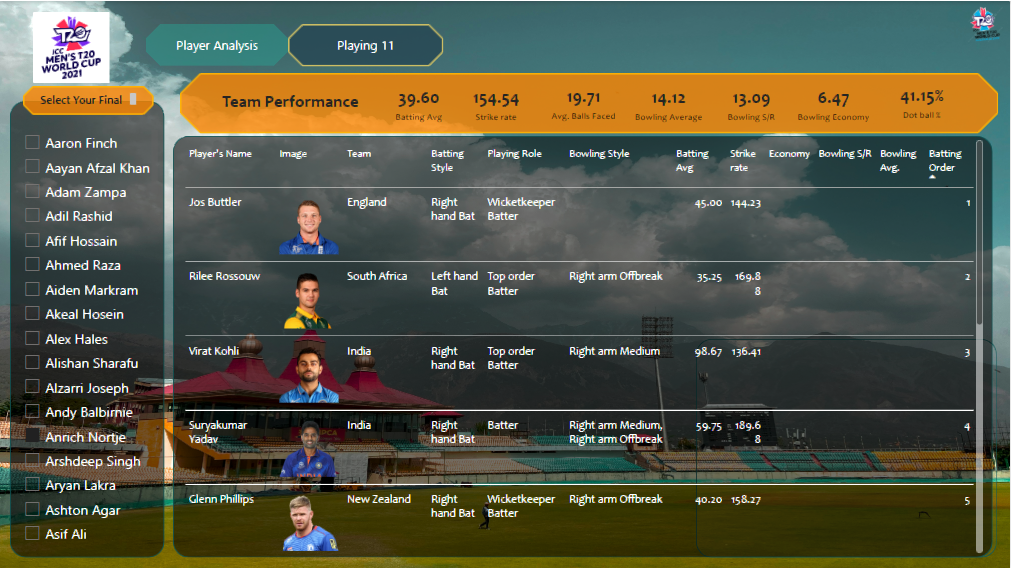 ICC
MEN'S T20
WORLD CUP
2021
Player Analysis
Playing 11
Select Your Final
Aaron Finch
Aayan Afzal Khan
Adam Zampa
Adil Rashid
Afif Hossain
Ahmed Raza
Aiden Markram
Akeal Hosein
Alex Hales
Alishan Sharafu
Alzarri Joseph
Andy Balbirnie
Anrich Nortje
Arshdeep Singh
Aryan Lakra
Ashton Agar
Asif Ali
Team Performance
39.60
Batting Avg
154.54
Strike rate
19.71
Avg. Balls Faced
14.12
Bowling Average
13.09
Bowling S/R
6.47
Bowling Economy
41.15%
Dot ball %
Player's Name
Image
Team
Batting
Style
Playing Role
Bowling Style
Batting
Avg
Strike
rate
Economy
Bowling S/R
Bowling
Avg.
Batting
Order
Jos Buttler
England
Right
hand Bat
Wicketkeeper
Batter
45.00
144.23
1
Rilee Rossouw
South Africa
Left hand
Bat
Top order
Batter
Right arm Offbreak
35.25
169.8
8
2
Virat Kohli
India
Right
hand Bat
Top order
Batter
Right arm Medium
98.67
136.41
3
Suryakumar
Yadav
India
Right
hand Bat
Batter
Right arm Medium,
Right arm Offbreak
59.75
189.6
8
4
Glenn Phillips
New Zealand
Right
hand Bat
Wicketkeeper
Batter
Right arm Offbreak
40.20
158.27
5